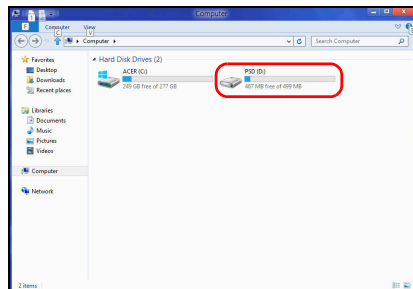 Computer
F
Computer
View
C
V
Computer
Search Computer
Favorites
Desktop
Downloads
Recent places
Libraries
Documents
Music
Pictures
Videos
Computer
Network
Hard Disk Drives (2)
ACER (C:)
249 GB free of 277 GB
PSD (D:)
487 MB free of 499 MB
2 items